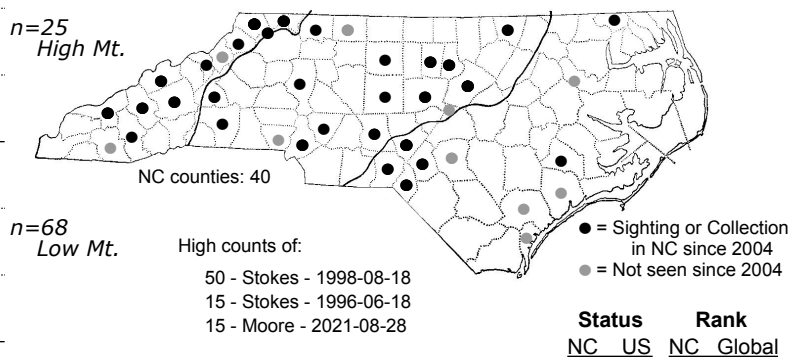 n=25
High Mt.
NC counties: 40
n=68
Low Mt.
High counts of:
50 - Stokes - 1998-08-18
15 - Stokes - 1996-06-18
15 - Moore - 2021-08-28
= Sighting or Collection
in NC since 2004
= Not seen since 2004
Status Rank
NC US NC Global